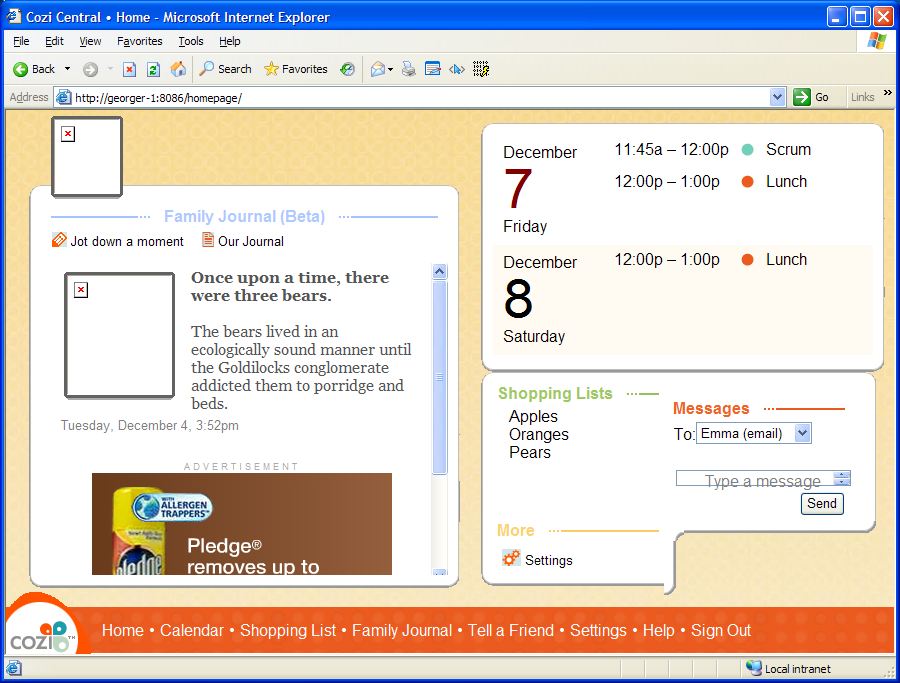 Cozi Central • Home - Microsoft Internet Explorer
File Edit View Favorites Tools Help
Back Search Favorites
Address http://georger-1:8086/homepage/ Go Links »
Family Journal (Beta)
Jot down a moment Our Journal
Once upon a time, there
were three bears.
The bears lived in an
ecologically sound manner until
the Goldilocks conglomerate
addicted them to porridge and
beds.
Tuesday, December 4, 3:52pm
ADVERTISEMENT
WITH
ALLERGEN
TRAPPERS™
Pledge®
removes up to
Pledge
December
7
Friday
11:45a – 12:00p Scrum
12:00p – 1:00p Lunch
December
8
Saturday
12:00p – 1:00p Lunch
Shopping Lists
Apples
Oranges
Pears
Messages
To: Emma (email)
Type a message
Send
More
Settings
cozi™
Home • Calendar • Shopping List • Family Journal • Tell a Friend • Settings • Help • Sign Out
Local intranet